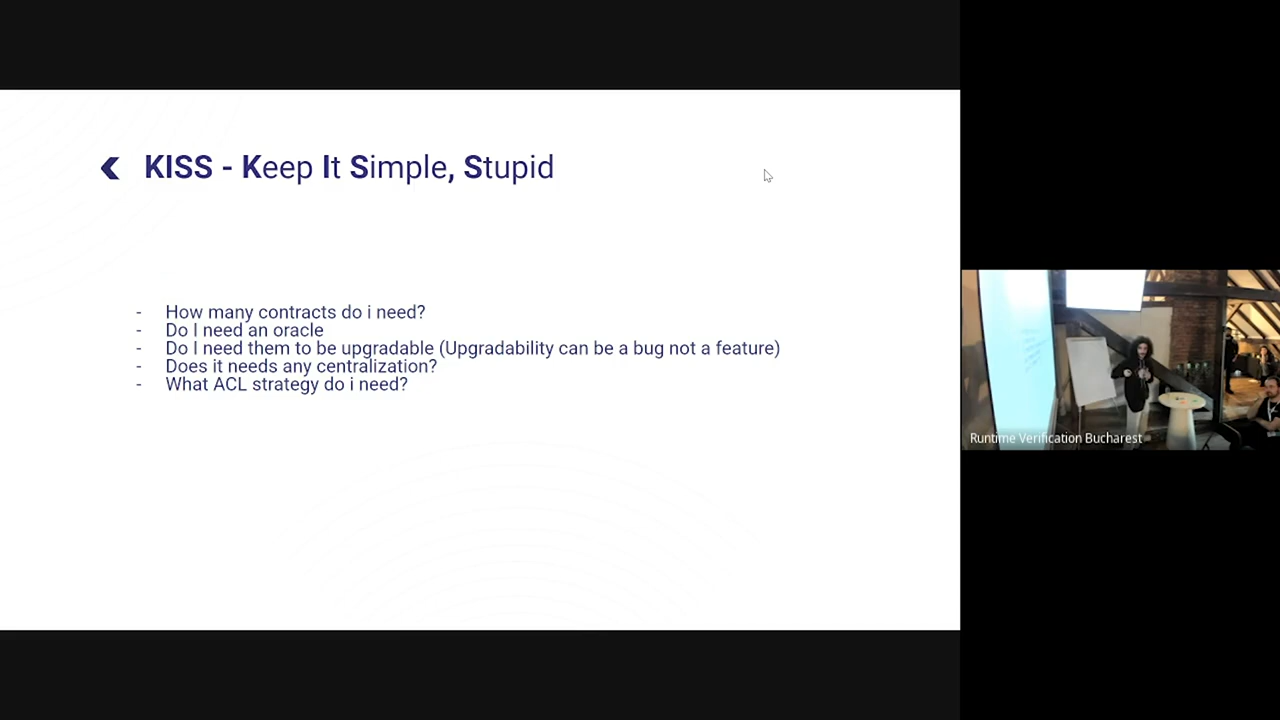 KISS - Keep It Simple, Stupid
- How many contracts do i need?
- Do I need an oracle
- Do I need them to be upgradable (Upgradability can be a bug not a feature)
- Does it needs any centralization?
- What ACL strategy do i need?
Runtime Verification Bucharest